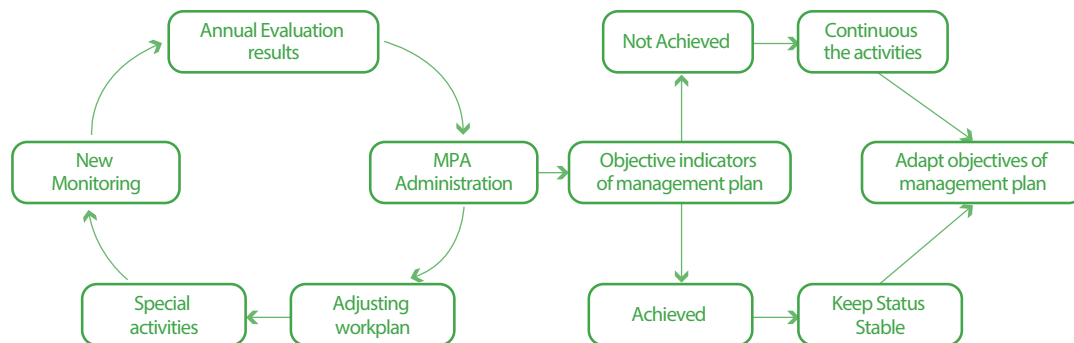 Annual Evaluation
results
Not Achieved
Continuous
the activities
New
Monitoring
MPA
Administration
Objective indicators
of management plan
Adapt objectives of
management plan
Special
activities
Adjusting
workplan
Achieved
Keep Status
Stable